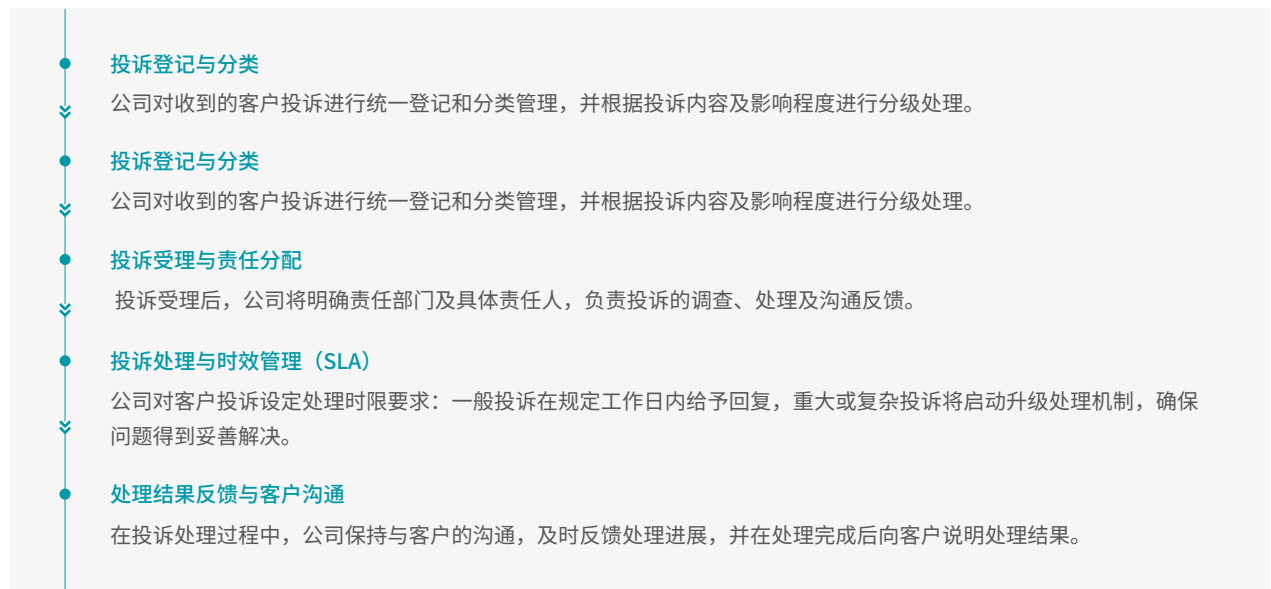 投诉登记与分类
公司对收到的客户投诉进行统一登记和分类管理，并根据投诉内容及影响程度进行分级处理。
投诉登记与分类
公司对收到的客户投诉进行统一登记和分类管理，并根据投诉内容及影响程度进行分级处理。
投诉受理与责任分配
投诉受理后，公司将明确责任部门及具体责任人，负责投诉的调查、处理及沟通反馈。
投诉处理与时效管理（SLA）
公司对客户投诉设定处理时限要求：一般投诉在规定工作日内给予回复，重大或复杂投诉将启动升级处理机制，确保
问题得到妥善解决。
处理结果反馈与客户沟通
在投诉处理过程中，公司保持与客户的沟通，及时反馈处理进展，并在处理完成后向客户说明处理结果。